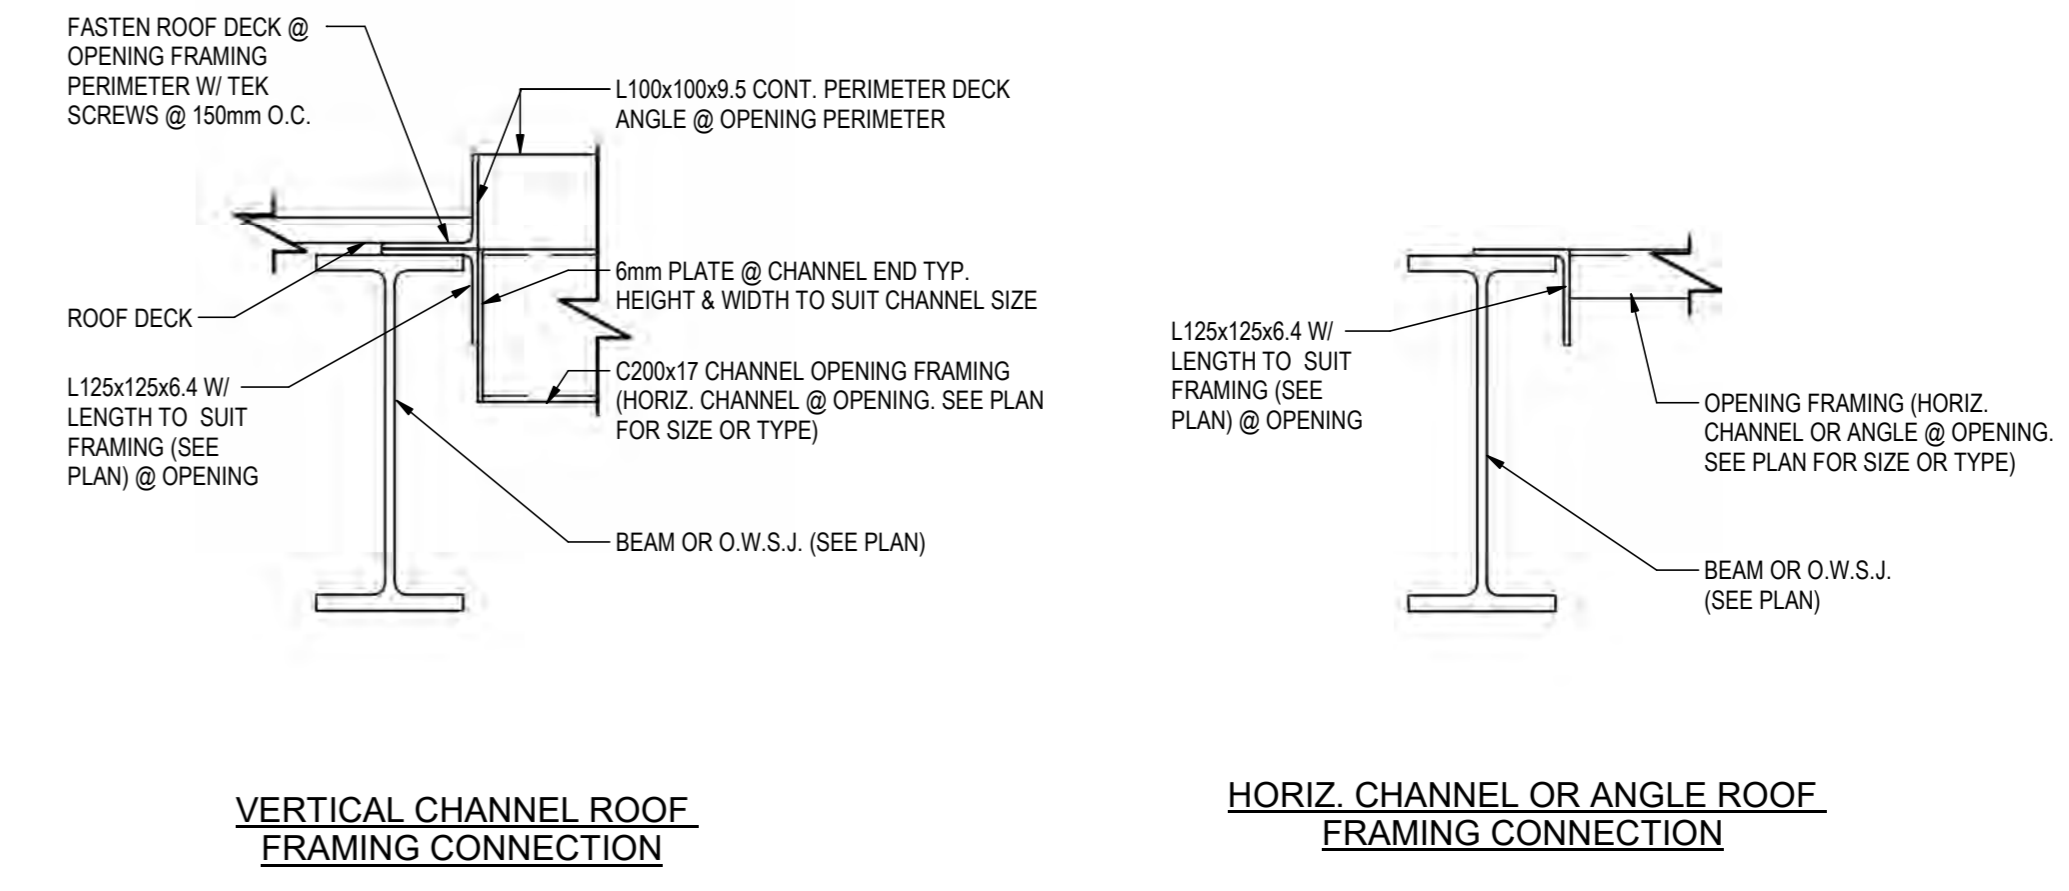 FASTEN ROOF DECK @
OPENING FRAMING
PERIMETER W/ TEK
SCREWS @ 150mm O.C.
L100x100x9.5 CONT. PERIMETER DECK
ANGLE @ OPENING PERIMETER
6mm PLATE @ CHANNEL END TYP.
HEIGHT & WIDTH TO SUIT CHANNEL SIZE
ROOF DECK
L125x125x6.4 W/
LENGTH TO SUIT
FRAMING (SEE
PLAN) @ OPENING
C200x17 CHANNEL OPENING FRAMING
(HORIZ. CHANNEL @ OPENING. SEE PLAN
FOR SIZE OR TYPE)
BEAM OR O.W.S.J. (SEE PLAN)
VERTICAL CHANNEL ROOF
FRAMING CONNECTION
L125x125x6.4 W/
LENGTH TO SUIT
FRAMING (SEE
PLAN) @ OPENING
OPENING FRAMING (HORIZ.
CHANNEL OR ANGLE @ OPENING.
SEE PLAN FOR SIZE OR TYPE)
BEAM OR O.W.S.J.
(SEE PLAN)
HORIZ. CHANNEL OR ANGLE ROOF
FRAMING CONNECTION